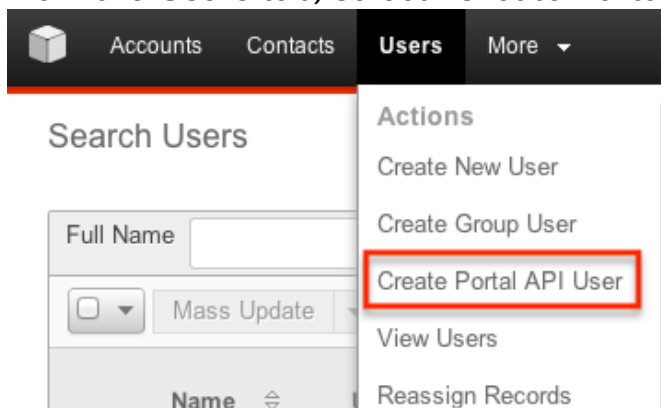 Accounts Contacts Users More
Search Users
Actions
Create New User
Full Name
Create Group User
Create Portal API User
Mass Update
View Users
Name
Reassign Records